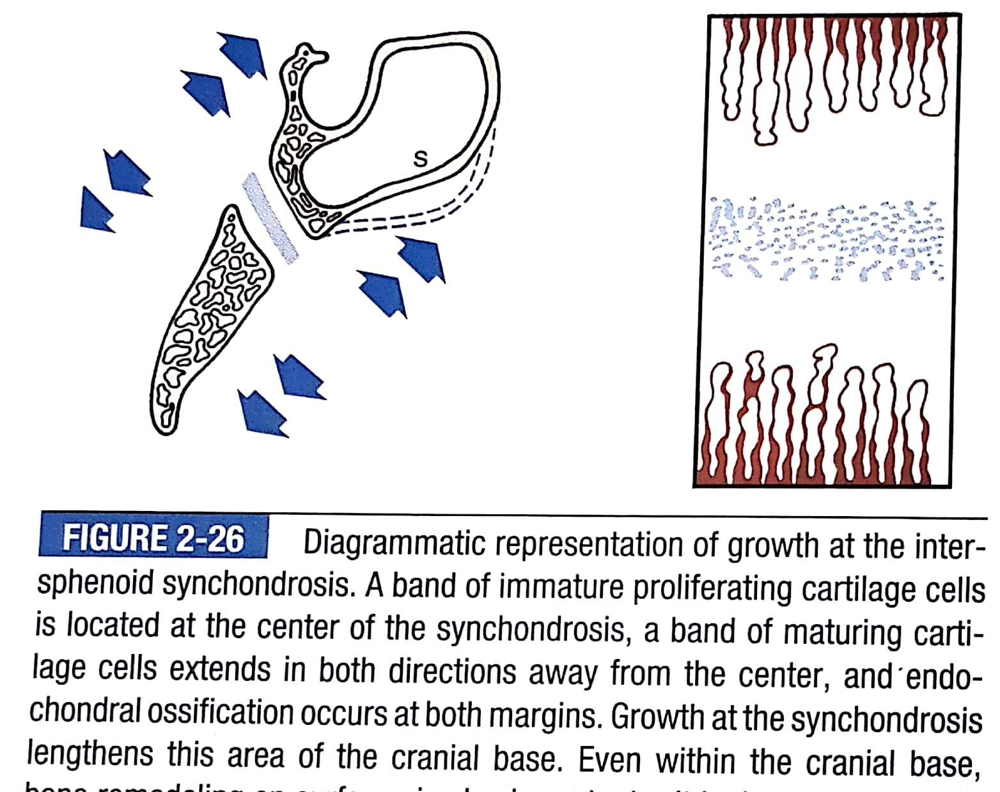 S
FIGURE 2-26 Diagrammatic representation of growth at the inter-
sphenoid synchondrosis. A band of immature proliferating cartilage cells
is located at the center of the synchondrosis, a band of maturing carti-
lage cells extends in both directions away from the center, and endo-
chondral ossification occurs at both margins. Growth at the synchondrosis
lengthens this area of the cranial base. Even within the cranial base,
bone remodeling on